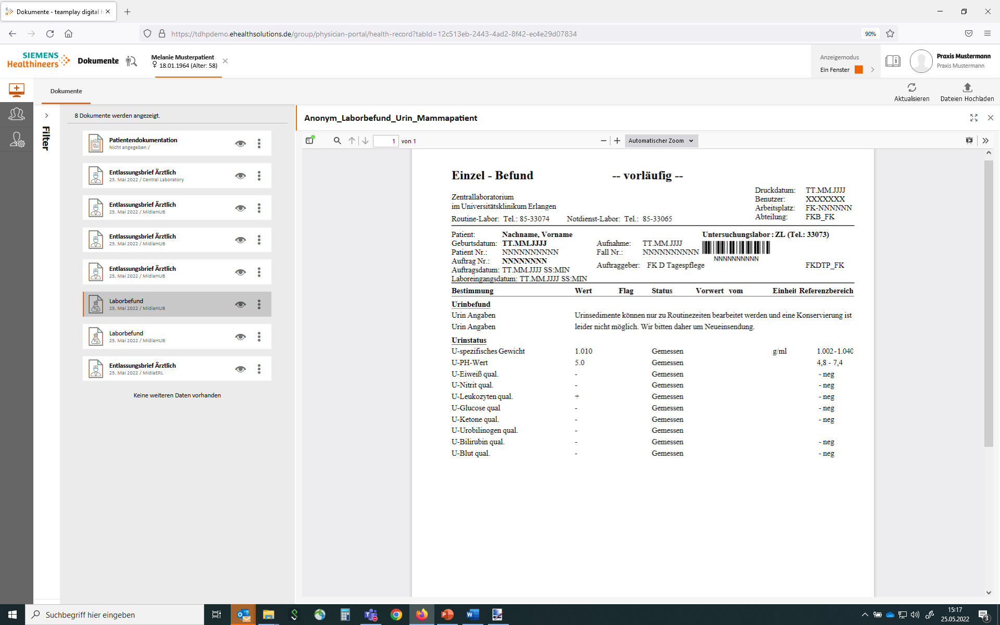 Dokumente - teamplay digital h
https://tdhpdemo.ehealthsolutions.de/group/physician-portal/health-record?tabId=12c513eb-2443-4ad2-8f42-ec4e29d07834
90%
SIEMENS
Healthineers
Dokumente
Melanie Musterpatient
18.01.1964 (Alter: 58)
Anzeigemodus
Ein Fenster
Praxis Mustermann
Praxis Mustermann
Dokumente
Aktualisieren
Dateien Hochladen
Filter
8 Dokumente werden angezeigt.
Patientendokumentation
Nicht angegeben /
Entlassungsbrief Ärztlich
25. Mai 2022 / Central Laboratory
Entlassungsbrief Ärztlich
25. Mai 2022 / MidiaHUB
Entlassungsbrief Ärztlich
25. Mai 2022 / MidiaHUB
Entlassungsbrief Ärztlich
25. Mai 2022 / MidiaHUB
Laborbefund
25. Mai 2022 / MidiaHUB
Laborbefund
25. Mai 2022 / MidiaHUB
Entlassungsbrief Ärztlich
25. Mai 2022 / MidiaERL
Keine weiteren Daten vorhanden
Anonym_Laborbefund_Urin_Mammapatient
1 von 1
Automatischer Zoom
Einzel - Befund -- vorläufig --
Druckdatum: TT.MM.JJJJ
Benutzer: XXXXXXX
Arbeitsplatz: FK-NNNNNN
Abteilung: FKB_FK
Zentrallaboratorium
im Universitätsklinikum Erlangen
Routine-Labor: Tel.: 85-33074 Notdienst-Labor: Tel.: 85-33065
Patient: Nachname, Vorname Untersuchungslabor : ZL (Tel.: 33073)
Geburtsdatum: TT.MM.JJJJ Aufnahme: TT.MM.JJJJ
Patient Nr.: NNNNNNNNNN Fall Nr.: NNNNNNNNNN
NNNNNNNNNN
Auftrag Nr.: NNNNNNNN
Auftraggeber: FK D Tagespflege FKDTP_FK
Auftragsdatum: TT.MM.JJJJ SS:MIN
Laboreingangsdatum: TT.MM.JJJJ SS:MIN
Bestimmung Wert Flag Status Vorwert vom Einheit Referenzbereich
Urinbefund
Urin Angaben Urinsedimente können nur zu Routinezeiten bearbeitet werden und eine Konservierung ist
Urin Angaben leider nicht möglich. Wir bitten daher um Neueinsendung.
Urinstatus
U-spezifisches Gewicht 1.010 Gemessen g/ml 1.002-1.040
U-PH-Wert 5.0 Gemessen 4,8 - 7,4
U-Eiweiß qual. - Gemessen - neg
U-Nitrit qual. - Gemessen - neg
U-Leukozyten qual. + Gemessen - neg
U-Glucose qual - Gemessen - neg
U-Ketone qual. - Gemessen - neg
U-Urobilinogen qual. - Gemessen
U-Bilirubin qual. - Gemessen - neg
U-Blut qual. - Gemessen - neg
Suchbegriff hier eingeben
15:17
25.05.2022
3